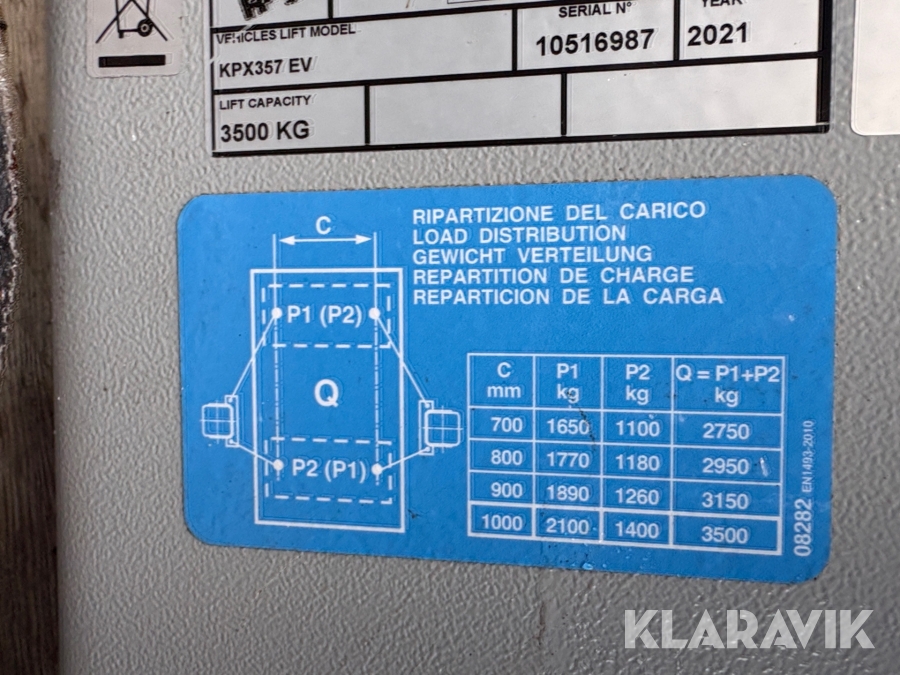 SERIAL N°
YEAR
VEHICLES LIFT MODEL
10516987
2021
KPX357 EV
LIFT CAPACITY
3500 KG
RIPARTIZIONE DEL CARICO
LOAD DISTRIBUTION
GEWICHT VERTEILUNG
REPARTITION DE CHARGE
REPARTICION DE LA CARGA
C
P1 (P2)
Q
P2 (P1)
C mm P1 kg P2 kg Q = P1+P2 kg
700 1650 1100 2750
800 1770 1180 2950
900 1890 1260 3150
1000 2100 1400 3500
08282 EN1493-2010
KLARAVIK